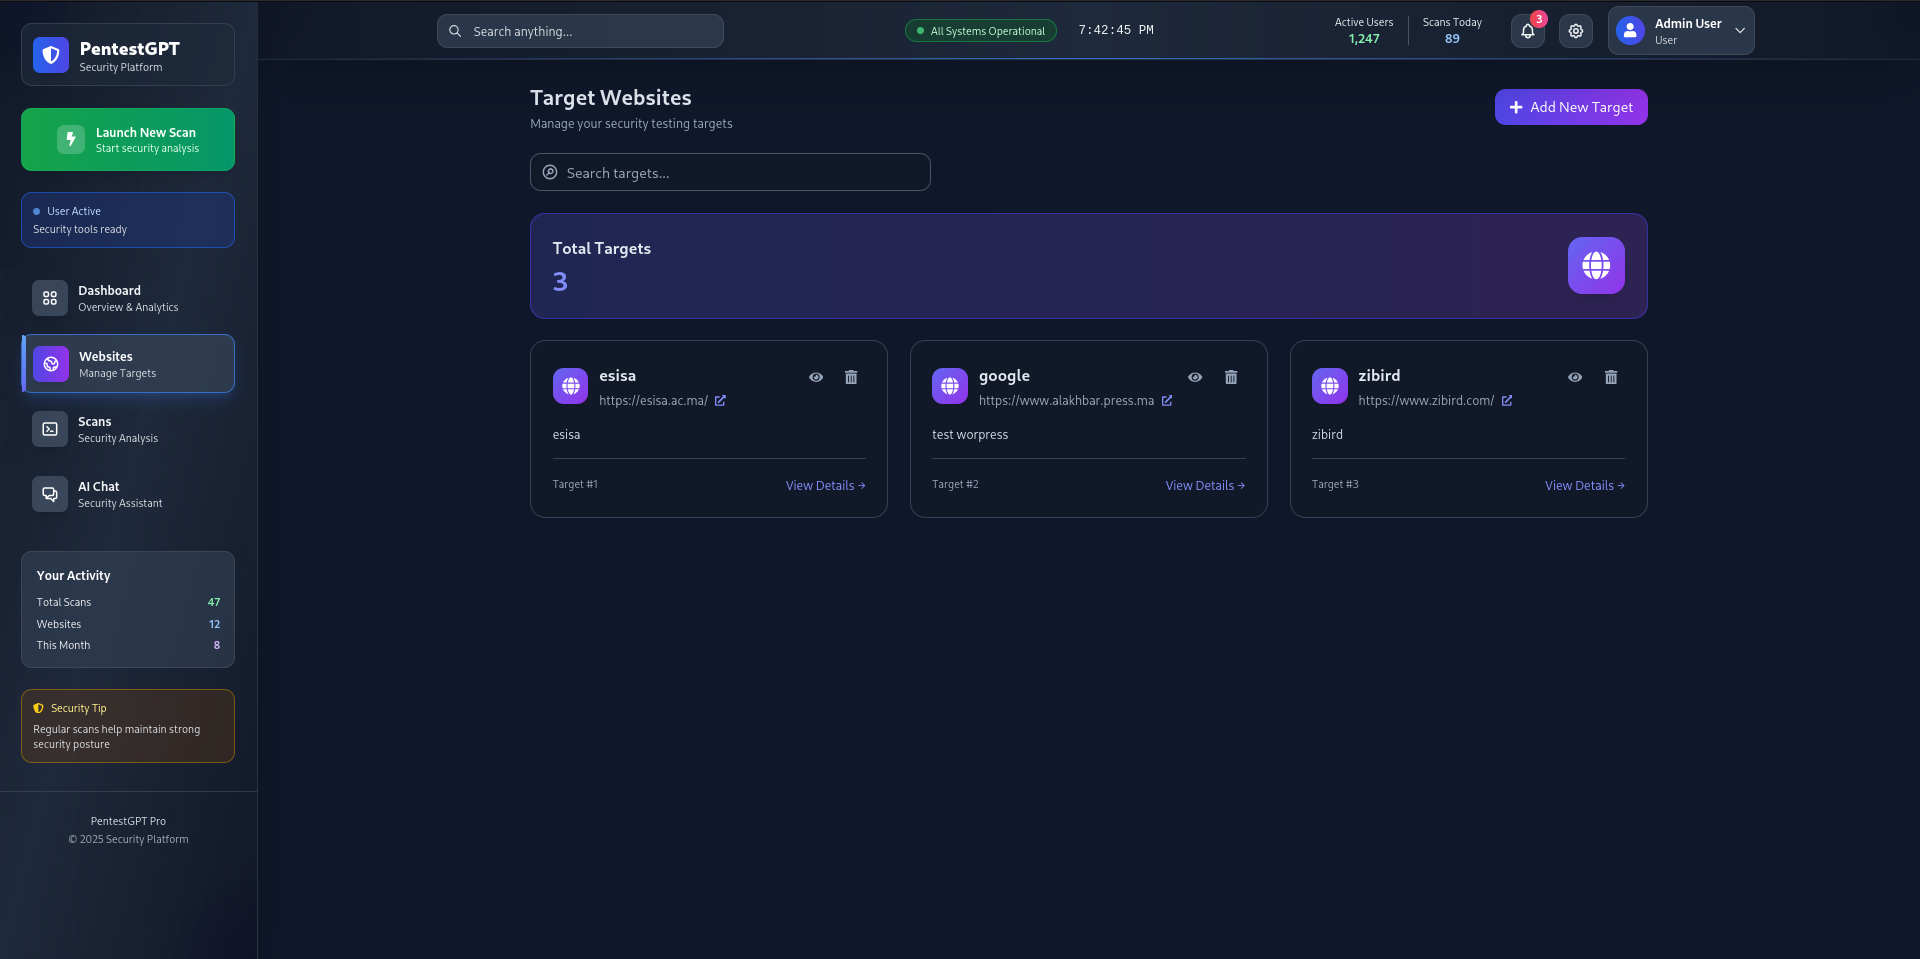 PentestGPT
Security Platform
Search anything...
All Systems Operational
7:42:45 PM
Active Users
1,247
Scans Today
89
3
Admin User
User
Launch New Scan
Start security analysis
User Active
Security tools ready
Dashboard
Overview & Analytics
Websites
Manage Targets
Scans
Security Analysis
AI Chat
Security Assistant
Your Activity
Total Scans 47
Websites 12
This Month 8
Security Tip
Regular scans help maintain strong
security posture
PentestGPT Pro
© 2025 Security Platform
Target Websites
Manage your security testing targets
Add New Target
Search targets...
Total Targets
3
esisa
https://esisa.ac.ma/
esisa
Target #1 View Details →
google
https://www.alakhbar.press.ma
test worpress
Target #2 View Details →
zibird
https://www.zibird.com/
zibird
Target #3 View Details →